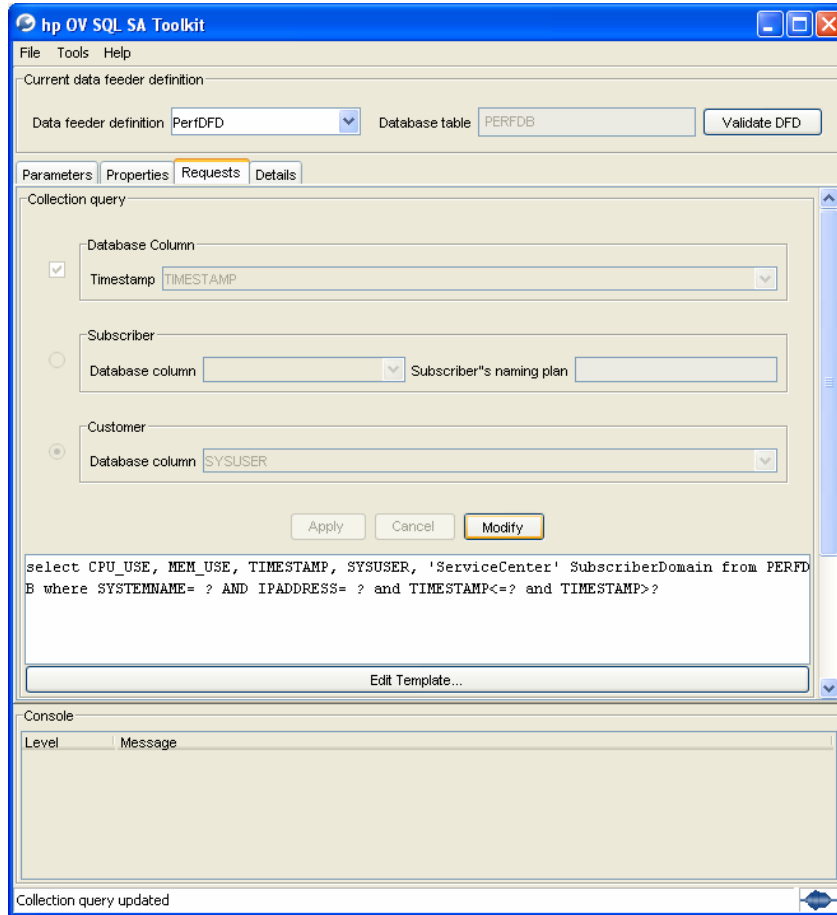 hp OV SQL SA Toolkit
File Tools Help
Current data feeder definition
Data feeder definition PerfDFD Database table PERFDB Validate DFD
Parameters Properties Requests Details
Collection query
Database Column
Timestamp TIMESTAMP
Subscriber
Database column Subscriber"s naming plan
Customer
Database column SYSUSER
Apply Cancel Modify
select CPU_USE, MEM_USE, TIMESTAMP, SYSUSER, 'ServiceCenter' SubscriberDomain from PERFD
B where SYSTEMNAME= ? AND IPADDRESS= ? and TIMESTAMP<=? and TIMESTAMP>?
Edit Template...
Console
Level Message
Collection query updated